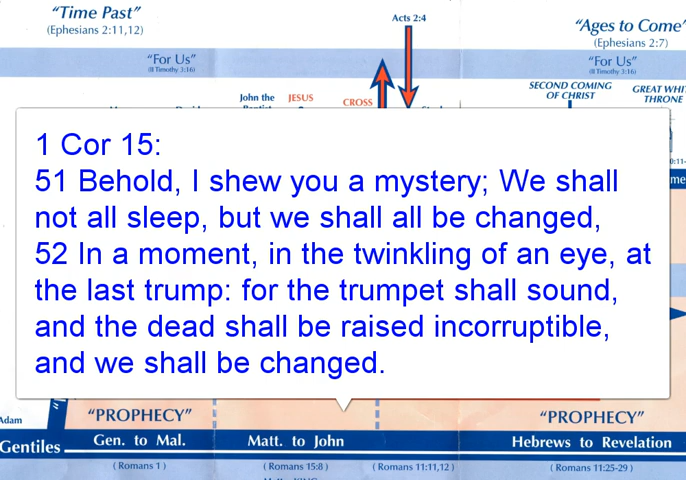 “Time Past”
(Ephesians 2:11,12)
Acts 2:4
“Ages to Come”
(Ephesians 2:7)
“For Us”
(II Timothy 3:16)
“For Us”
(II Timothy 3:16)
SECOND COMING
OF CHRIST
GREAT WHI
THRONE
John the
JESUS
CROSS
1 Cor 15:
51 Behold, I shew you a mystery; We shall
not all sleep, but we shall all be changed,
52 In a moment, in the twinkling of an eye, at
the last trump: for the trumpet shall sound,
and the dead shall be raised incorruptible,
and we shall be changed.
Adam
“PROPHECY”
“PROPHECY”
Gentiles
Gen. to Mal.
Matt. to John
Hebrews to Revelation
(Romans 1)
(Romans 15:8)
(Romans 11:11,12)
(Romans 11:25-29)